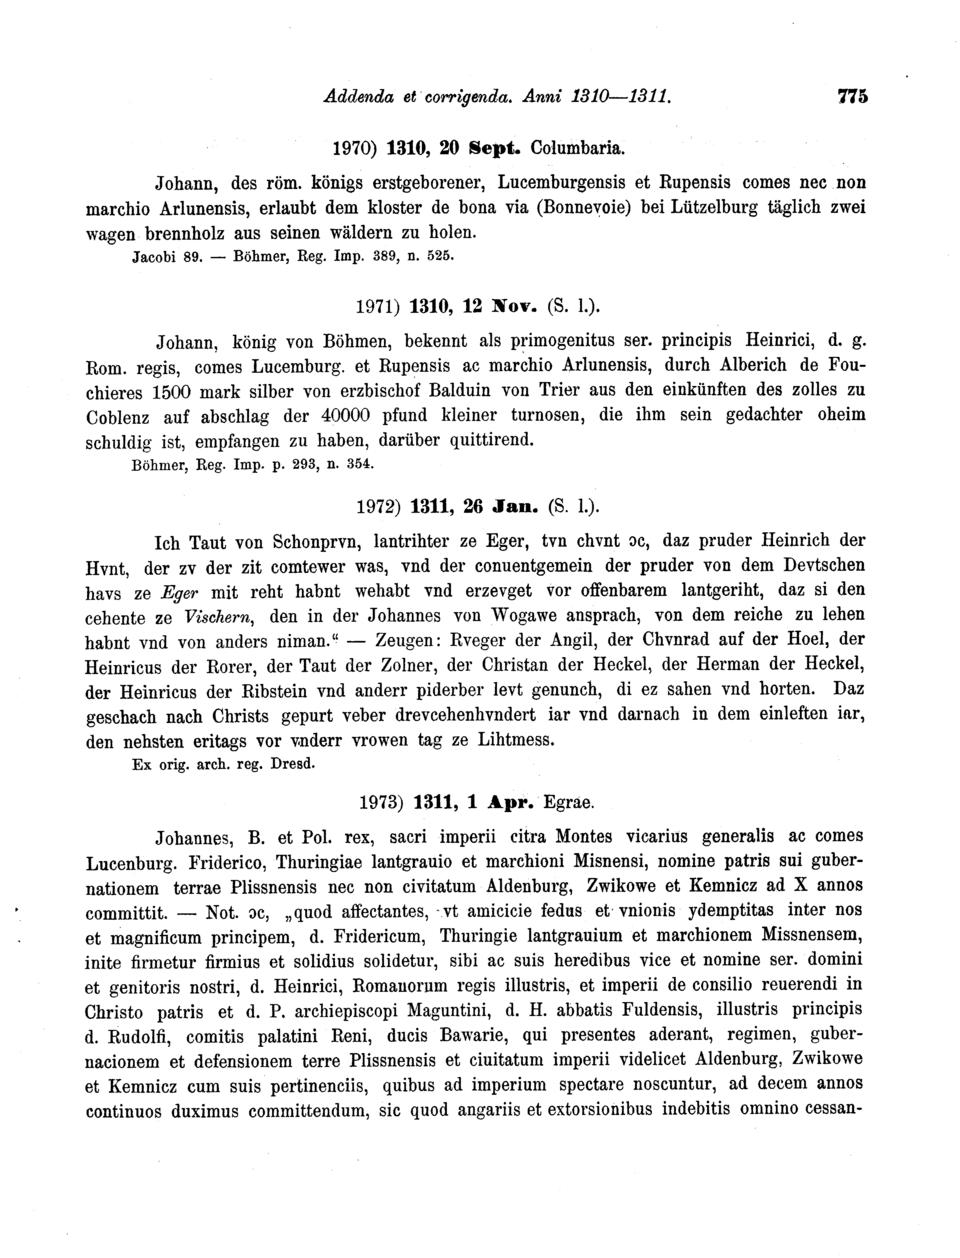 Addenda et corrigenda. Anni 1310—1311. 775
1970) 1310, 20 Sept. Columbaria.
Johann, des röm. königs erstgeborener, Lucemburgensis et Rupensis comes nec non
marchio Arlunensis, erlaubt dem kloster de bona via (Bonnevoie) bei Lützelburg täglich zwei
wagen brennholz aus seinen wäldern zu holen.
Jacobi 89. — Böhmer, Reg. Imp. 389, n. 525.
1971) 1310, 12 Nov. (S. l.).
Johann, könig von Böhmen, bekennt als primogenitus ser. principis Heinrici, d. g.
Rom. regis, comes Lucemburg. et Rupensis ac marchio Arlunensis, durch Alberich de Fou-
chieres 1500 mark silber von erzbischof Balduin von Trier aus den einkünften des zolles zu
Coblenz auf abschlag der 40000 pfund kleiner turnosen, die ihm sein gedachter oheim
schuldig ist, empfangen zu haben, darüber quittirend.
Böhmer, Reg. Imp. p. 293, n. 354.
1972) 1311, 26 Jan. (S. l.).
Ich Taut von Schonprvn, lantrihter ze Eger, tvn chvnt ↄc, daz pruder Heinrich der
Hvnt, der zv der zit comtewer was, vnd der conuentgemein der pruder von dem Devtschen
havs ze Eger mit reht habnt wehabt vnd erzevget vor offenbarem lantgeriht, daz si den
cehente ze Vischern, den in der Johannes von Wogawe ansprach, von dem reiche zu lehen
habnt vnd von anders niman.“ — Zeugen: Rveger der Angil, der Chvnrad auf der Hoel, der
Heinricus der Rorer, der Taut der Zolner, der Christan der Heckel, der Herman der Heckel,
der Heinricus der Ribstein vnd anderr piderber levt genunch, di ez sahen vnd horten. Daz
geschach nach Christs gepurt veber drevcehenhvndert iar vnd darnach in dem einleften iar,
den nehsten eritags vor vnderr vrowen tag ze Lihtmess.
Ex orig. arch. reg. Dresd.
1973) 1311, 1 Apr. Egrae.
Johannes, B. et Pol. rex, sacri imperii citra Montes vicarius generalis ac comes
Lucenburg. Friderico, Thuringiae lantgrauio et marchioni Misnensi, nomine patris sui guber-
nationem terrae Plissnensis nec non civitatum Aldenburg, Zwikowe et Kemnicz ad X annos
committit. — Not. ↄc, „quod affectantes, vt amicicie fedus et vnionis ydemptitas inter nos
et magnificum principem, d. Fridericum, Thuringie lantgrauium et marchionem Missnensem,
inite firmetur firmius et solidius solidetur, sibi ac suis heredibus vice et nomine ser. domini
et genitoris nostri, d. Heinrici, Romanorum regis illustris, et imperii de consilio reuerendi in
Christo patris et d. P. archiepiscopi Maguntini, d. H. abbatis Fuldensis, illustris principis
d. Rudolfi, comitis palatini Reni, ducis Bawarie, qui presentes aderant, regimen, guber-
nacionem et defensionem terre Plissnensis et ciuitatum imperii videlicet Aldenburg, Zwikowe
et Kemnicz cum suis pertinenciis, quibus ad imperium spectare noscuntur, ad decem annos
continuos duximus committendum, sic quod angariis et extorsionibus indebitis omnino cessan-